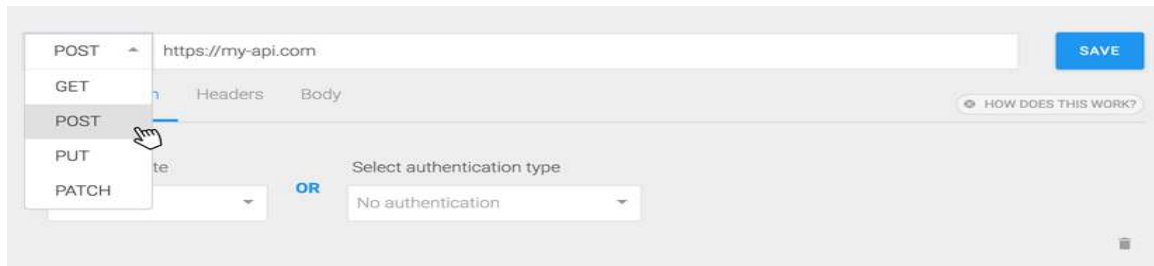 POST https://my-api.com SAVE
GET
Headers Body
HOW DOES THIS WORK?
POST
PUT
Select authentication type
PATCH
OR
No authentication